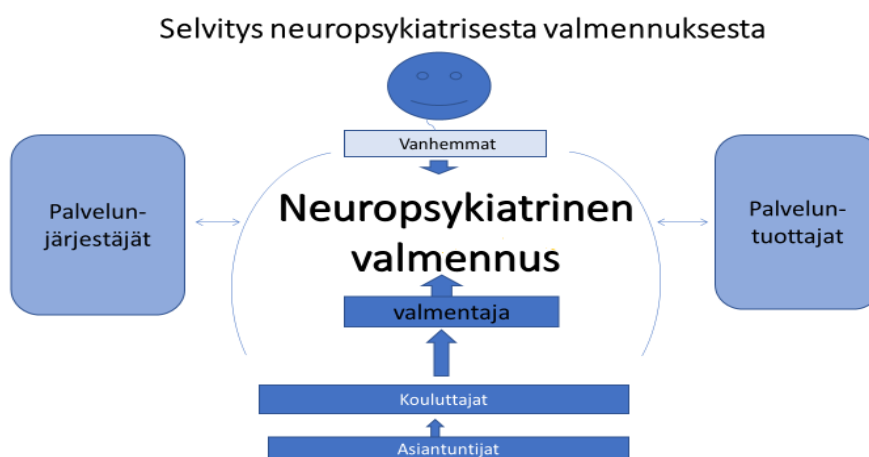 Selvitys neuropsykiatrisesta valmennuksesta
Vanhemmat
Palvelun-
järjestäjät
Neuropsykiatrinen
valmennus
Palvelun-
tuottajat
valmentaja
Kouluttajat
Asiantuntijat